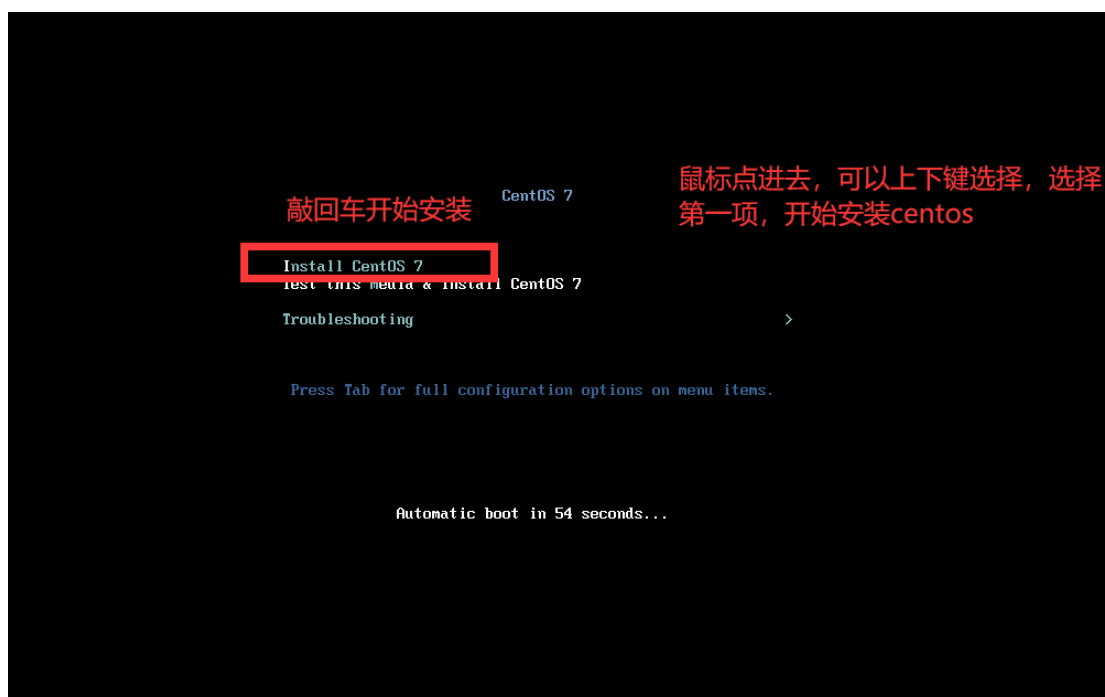 CentOS 7
敲回车开始安装
鼠标点进去，可以上下键选择，选择
第一项，开始安装centos
Install CentOS 7
Test this media & install CentOS 7
Troubleshooting >
Press Tab for full configuration options on menu items.
Automatic boot in 54 seconds...